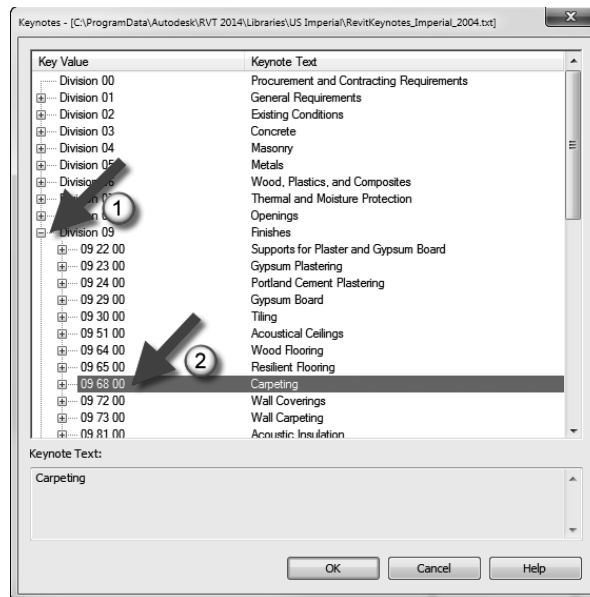 Keynotes - [C:\ProgramData\Autodesk\RVT 2014\Libraries\US Imperial\RevitKeynotes_Imperial_2004.txt]
Key Value Keynote Text
Division 00 Procurement and Contracting Requirements
Division 01 General Requirements
Division 02 Existing Conditions
Division 03 Concrete
Division 04 Masonry
Division 05 Metals
Division Wood, Plastics, and Composites
1 Thermal and Moisture Protection
Openings
Division 09 Finishes
09 22 00 Supports for Plaster and Gypsum Board
09 23 00 Gypsum Plastering
09 24 00 Portland Cement Plastering
09 29 00 Gypsum Board
09 30 00 Tiling
09 51 00 Acoustical Ceilings
09 64 00 Wood Flooring
09 65 00 2 Resilient Flooring
09 68 00 Carpeting
09 72 00 Wall Coverings
09 73 00 Wall Carpeting
09 81 00 Acoustic Insulation
Keynote Text:
Carpeting
OK Cancel Help